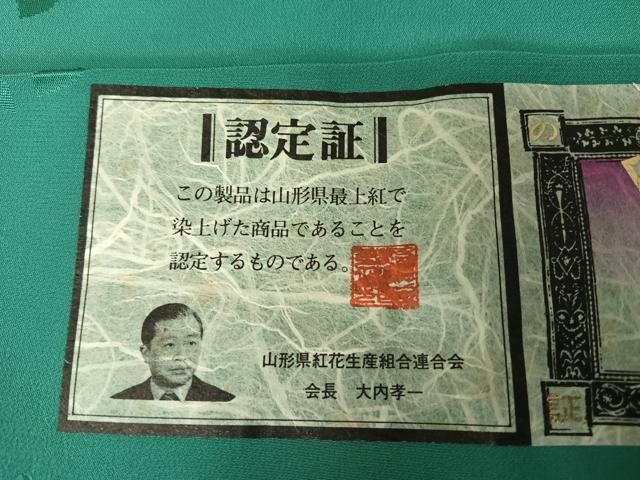 認定証
この製品は山形県最上紅で
染上げた商品であることを
認定するものである。
山形県紅花生産組合連合会
会長 大内孝一
の
証